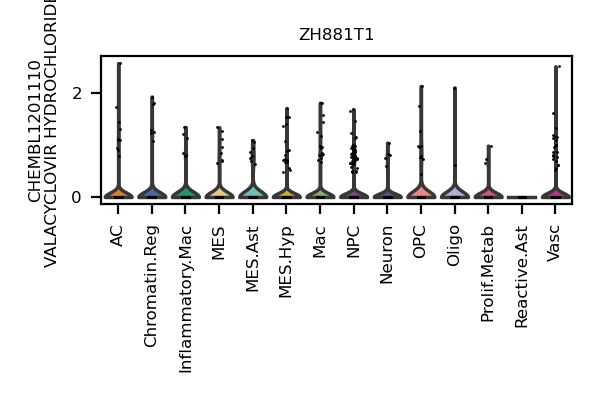 ZH881T1
CHEMBL1201110
VALACYCLOVIR HYDROCHLORIDE
2
0
AC
Chromatin.Reg
Inflammatory.Mac
MES
MES.Ast
MES.Hyp
Mac
NPC
Neuron
OPC
Oligo
Prolif.Metab
Reactive.Ast
Vasc